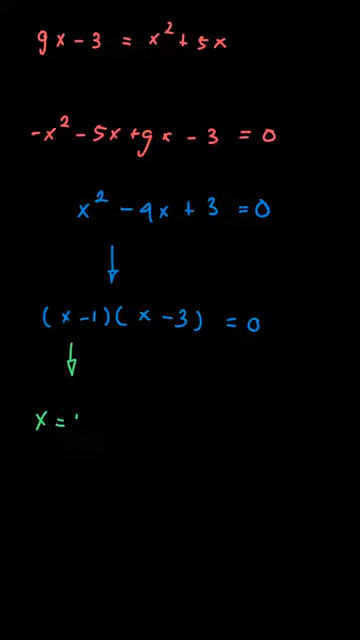 9x - 3 = x² + 5x
-x² - 5x + 9x - 3 = 0
x² - 4x + 3 = 0
↓
(x - 1)(x - 3) = 0
↓
x =